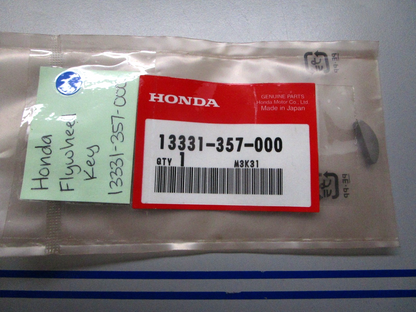 Honda
Flywheel
Key
13331-357-000
HONDA
GENUINE PARTS
Honda Motor Co., Ltd.
Made in Japan
13331-357-000
QTY 1
M3K31